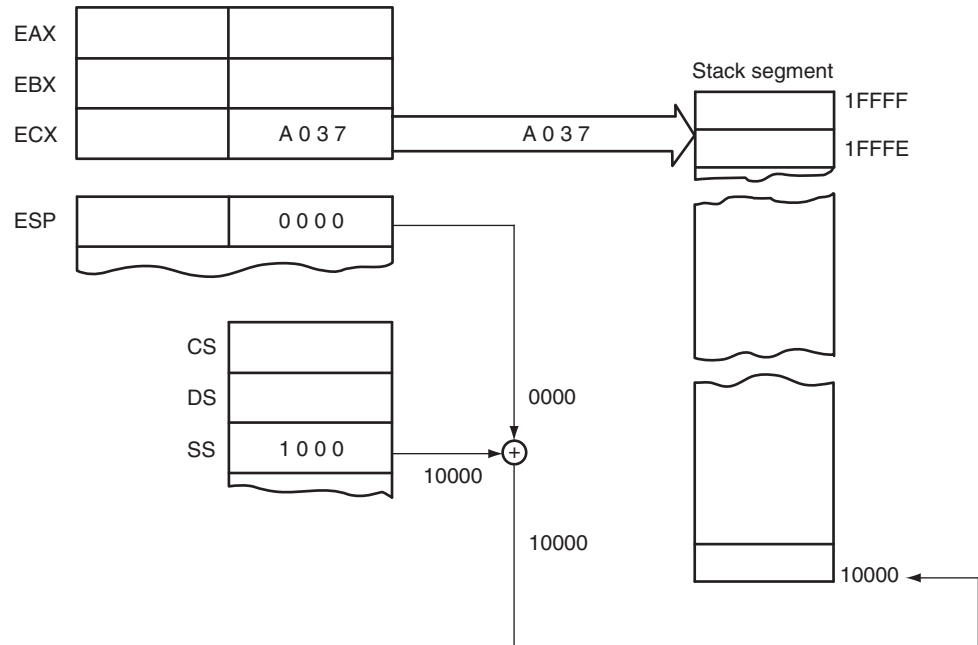 EAX
EBX
Stack segment
1FFFF
ECX
A 0 3 7
A 0 3 7
1FFFE
ESP
0 0 0 0
CS
DS
0000
SS
1 0 0 0
10000
10000
10000